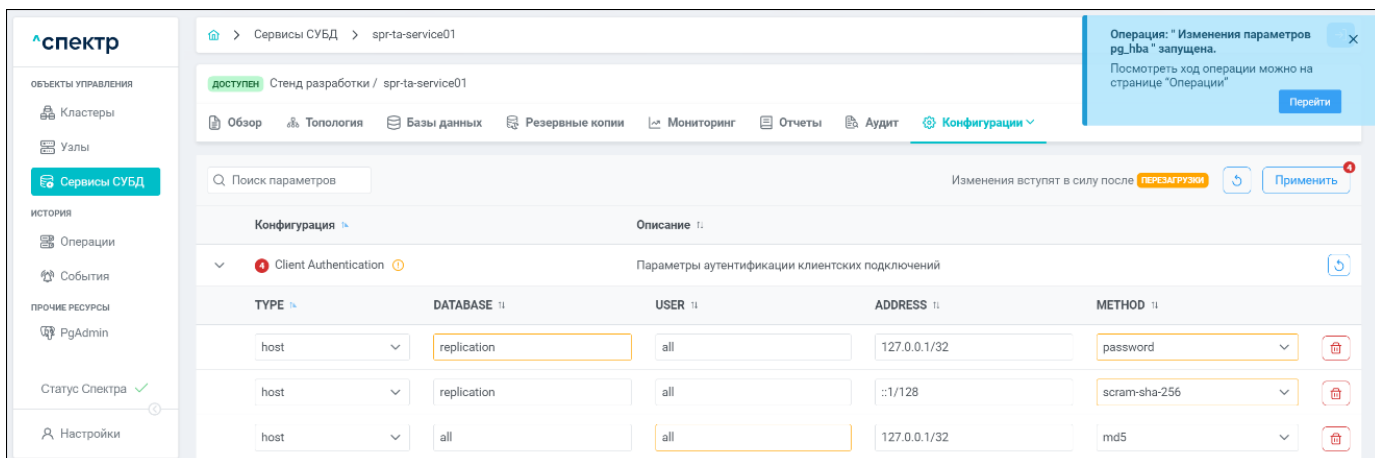 ^спектр
ОБЪЕКТЫ УПРАВЛЕНИЯ
Кластеры
Узлы
Сервисы СУБД
ИСТОРИЯ
Операции
События
ПРОЧИЕ РЕСУРСЫ
PgAdmin
Статус Спектра
Настройки
> Сервисы СУБД > spr-ta-service01
ДОСТУПЕН Стенд разработки / spr-ta-service01
Обзор Топология Базы данных Резервные копии Мониторинг Отчеты Аудит Конфигурации
Операция: " Изменения параметров
pg_hba " запущена.
Посмотреть ход операции можно на
странице "Операции"
Перейти
Поиск параметров Изменения вступят в силу после ПЕРЕЗАГРУЗКИ Применить 4
Конфигурация Описание
4 Client Authentication Параметры аутентификации клиентских подключений
TYPE DATABASE USER ADDRESS METHOD
host replication all 127.0.0.1/32 password
host replication all ::1/128 scram-sha-256
host all all 127.0.0.1/32 md5